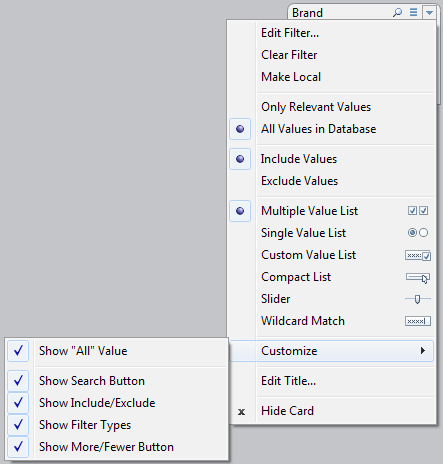 Brand
Edit Filter...
Clear Filter
Make Local
Only Relevant Values
All Values in Database
Include Values
Exclude Values
Multiple Value List
Single Value List
Custom Value List
Compact List
Slider
Wildcard Match
Customize
Edit Title...
x Hide Card
Show "All" Value
Show Search Button
Show Include/Exclude
Show Filter Types
Show More/Fewer Button